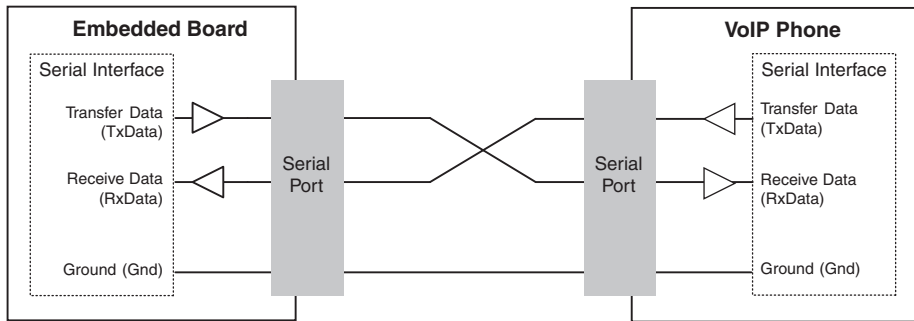 Embedded Board
Serial Interface
Transfer Data
(TxData)
Receive Data
(RxData)
Ground (Gnd)
Serial
Port
Serial
Port
VoIP Phone
Serial Interface
Transfer Data
(TxData)
Receive Data
(RxData)
Ground (Gnd)